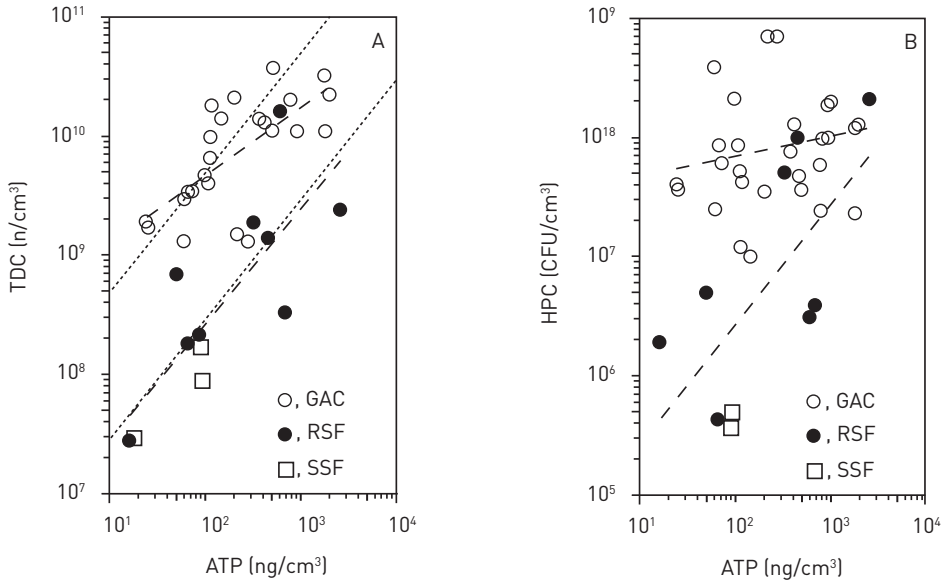 10¹¹
A
10¹⁰
TDC (n/cm³)
10⁹
10⁸
, GAC
, RSF
, SSF
10⁷
10¹ 10² 10³ 10⁴
ATP (ng/cm³)
10⁹
B
10¹⁸
HPC (CFU/cm³)
10⁷
10⁶
, GAC
, RSF
, SSF
10⁵
10¹ 10² 10³ 10⁴
ATP (ng/cm³)